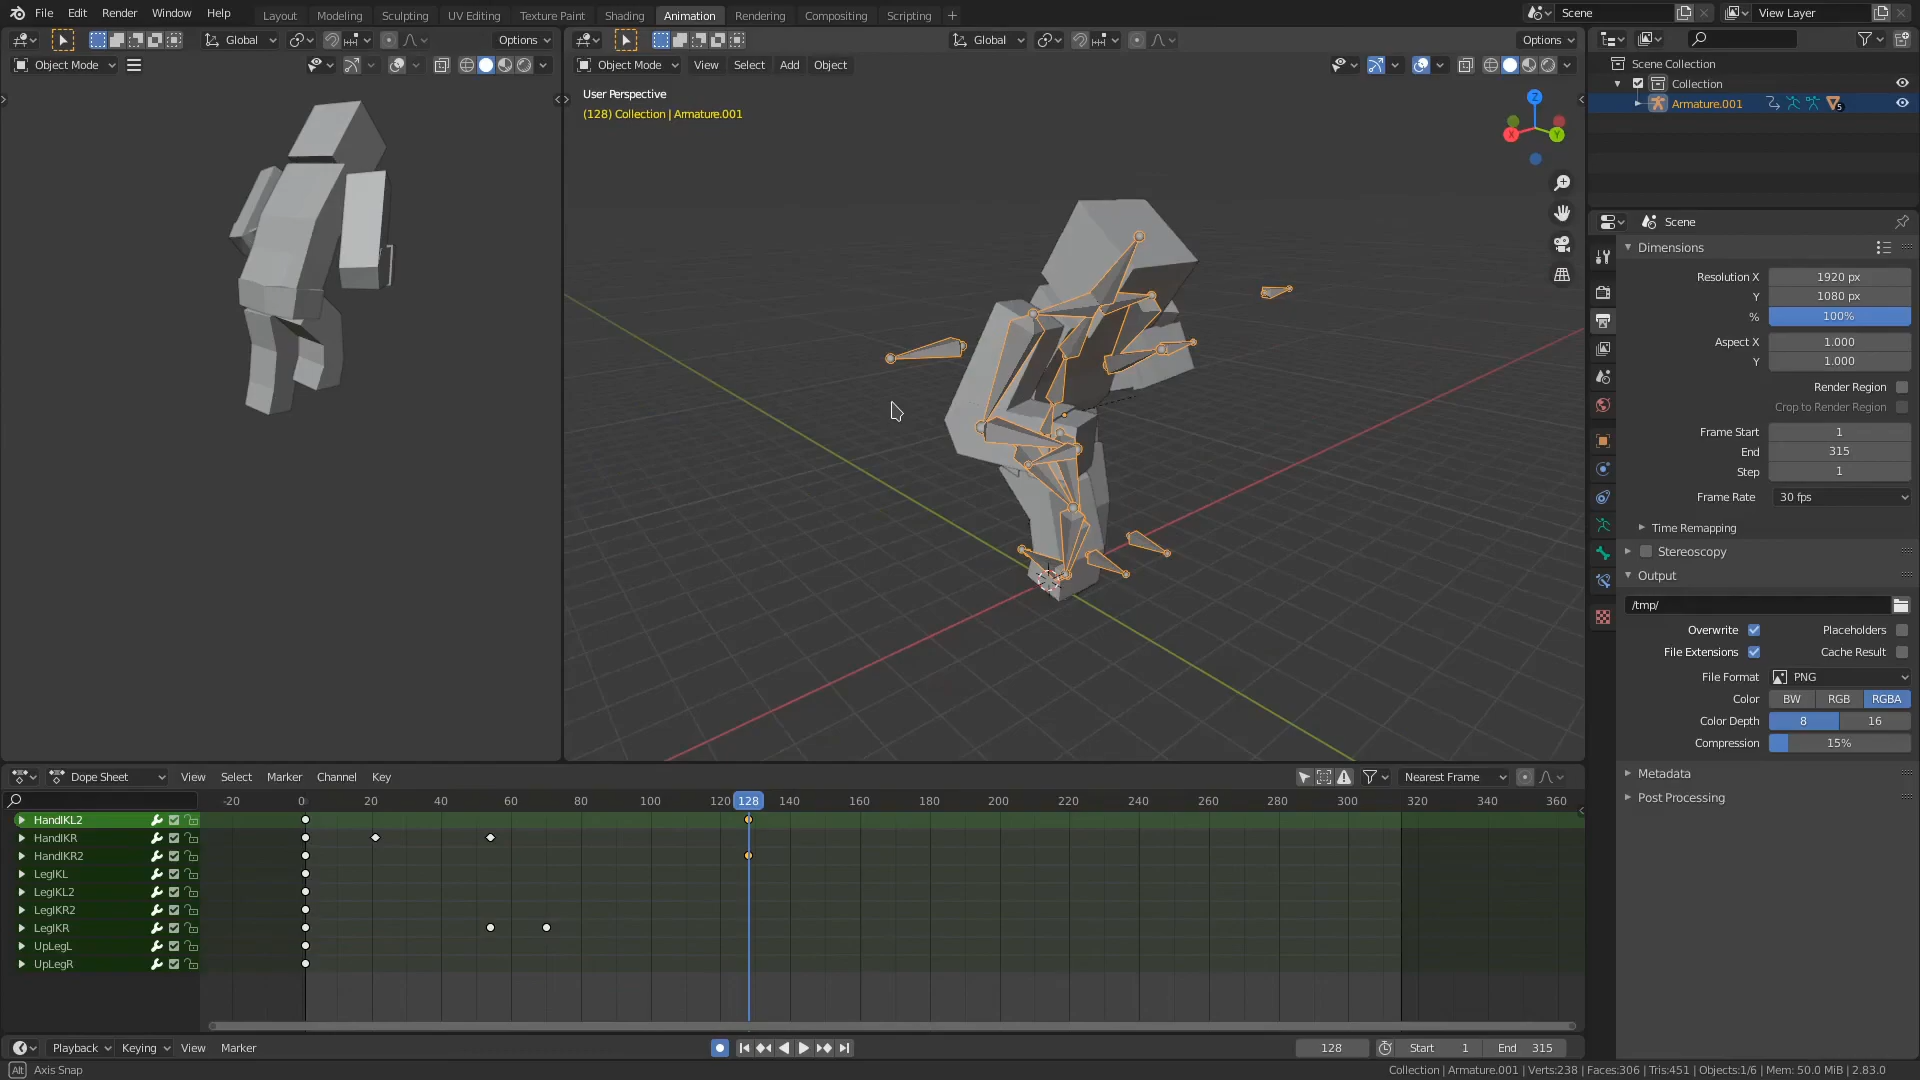 File Edit Render Window Help Layout Modeling Sculpting UV Editing Texture Paint Shading Animation Rendering Compositing Scripting + Scene View Layer
Global Options Global Options
Object Mode Object Mode View Select Add Object
User Perspective
(128) Collection | Armature.001
Z
X
Y
Scene Collection
Collection
Armature.001 5
Scene
Dimensions
Resolution X 1920 px
Y 1080 px
% 100%
Aspect X 1.000
Y 1.000
Render Region
Crop to Render Region
Frame Start 1
End 315
Step 1
Frame Rate 30 fps
Time Remapping
Stereoscopy
Output
/tmp/
Overwrite Placeholders
File Extensions Cache Result
File Format PNG
Color BW RGB RGBA
Color Depth 8 16
Compression 15%
Metadata
Post Processing
Dope Sheet View Select Marker Channel Key Nearest Frame
-20 0 20 40 60 80 100 120 128 140 160 180 200 220 240 260 280 300 320 340 360
HandIKL2
HandIKR
HandIKR2
LegIKL
LegIKL2
LegIKR2
LegIKR
UpLegL
UpLegR
Playback Keying View Marker 128 Start 1 End 315
Alt Axis Snap Collection | Armature.001 | Verts:238 | Faces:306 | Tris:451 | Objects:1/6 | Mem: 50.0 MiB | 2.83.0